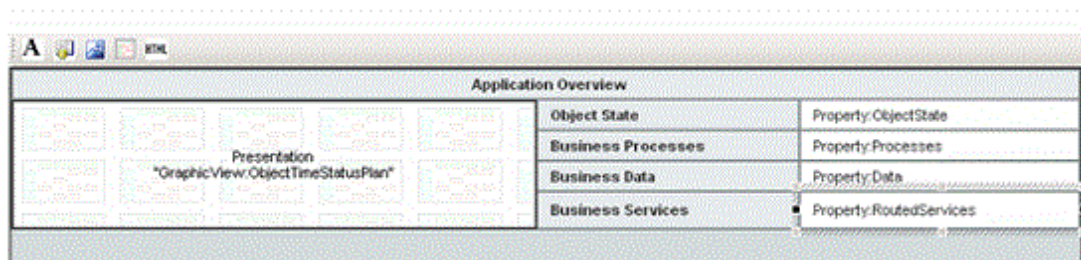 A HTML
Application Overview
Presentation
"GraphicView:ObjectTimeStatusPlan"
Object State Property:ObjectState
Business Processes Property:Processes
Business Data Property:Data
Business Services Property:RoutedServices